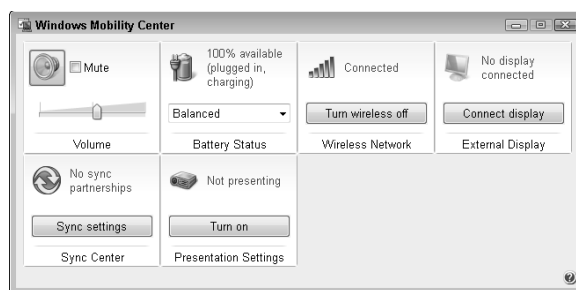 Windows Mobility Center
Mute
Volume
100% available
(plugged in,
charging)
Balanced
Battery Status
Connected
Turn wireless off
Wireless Network
No display
connected
Connect display
External Display
No sync
partnerships
Sync settings
Sync Center
Not presenting
Turn on
Presentation Settings